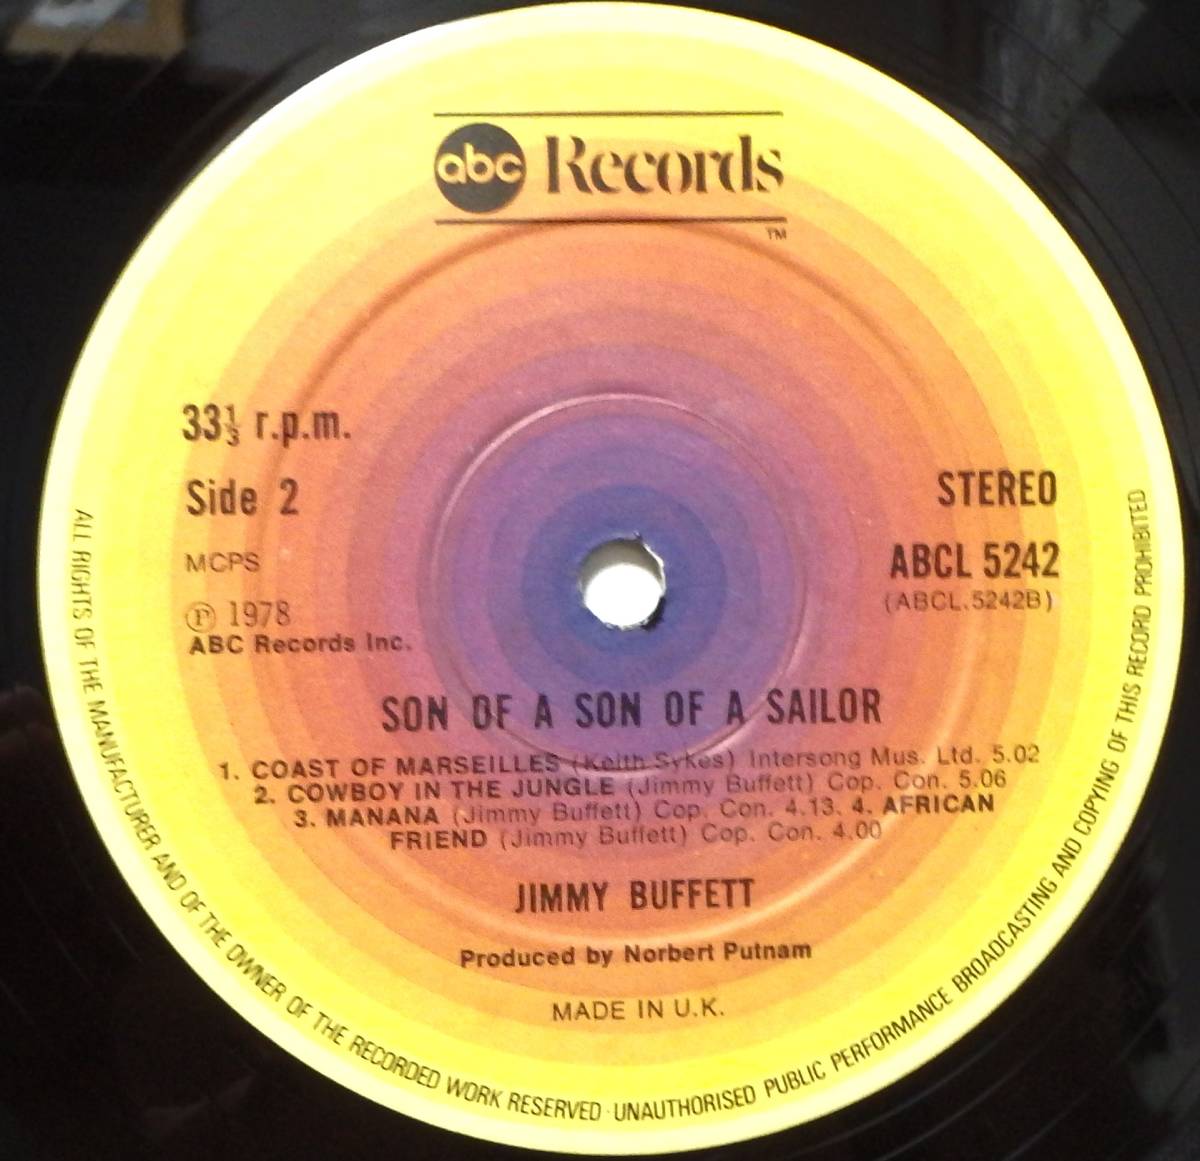 abc Records
TM
33⅓ r.p.m.
Side 2
STEREO
MCPS
ABCL 5242
(ABCL.5242B)
Ⓟ 1978
ABC Records Inc.
SON OF A SON OF A SAILOR
1. COAST OF MARSEILLES (Keith Sykes) Intersong Mus. Ltd. 5.02
2. COWBOY IN THE JUNGLE (Jimmy Buffett) Cop. Con. 5.06
3. MANANA (Jimmy Buffett) Cop. Con. 4.13. 4. AFRICAN
FRIEND (Jimmy Buffett) Cop. Con. 4.00
JIMMY BUFFETT
Produced by Norbert Putnam
MADE IN U.K.
ALL RIGHTS OF THE MANUFACTURER AND OF THE OWNER OF THE RECORDED WORK RESERVED · UNAUTHORISED PUBLIC PERFORMANCE BROADCASTING AND COPYING OF THIS RECORD PROHIBITED